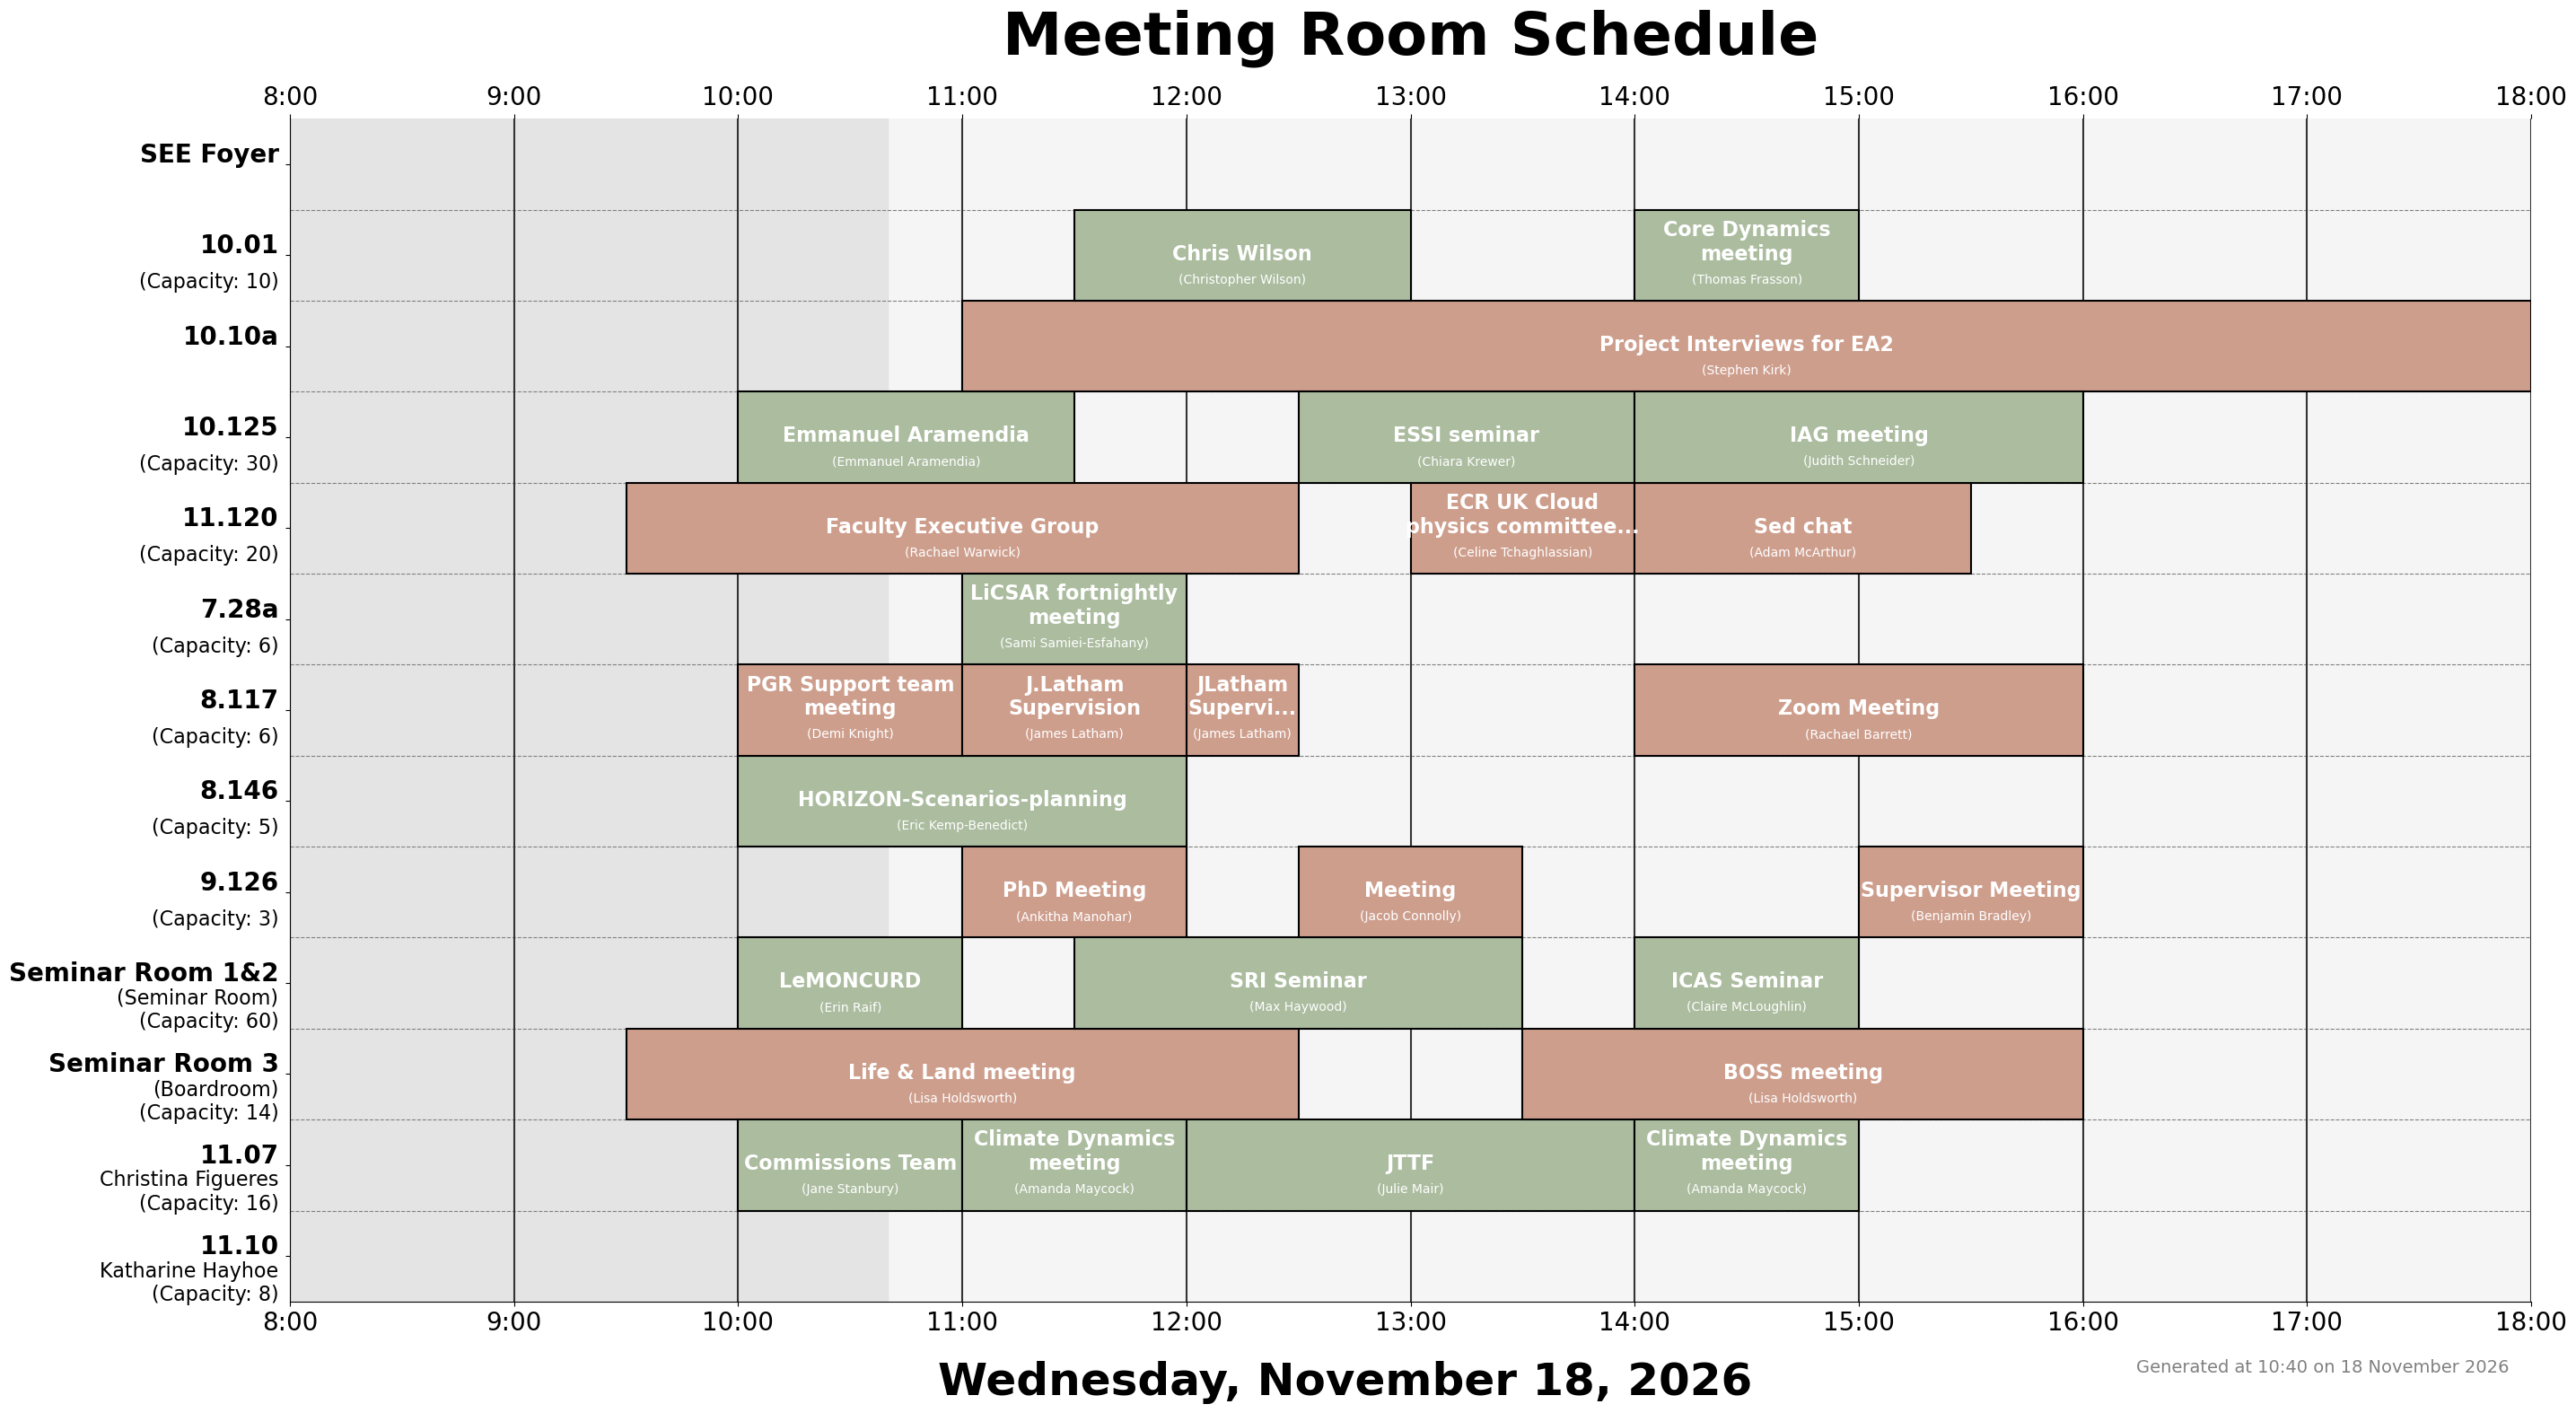 Meeting Room Schedule
8:00 9:00 10:00 11:00 12:00 13:00 14:00 15:00 16:00 17:00 18:00
SEE Foyer
10.01
(Capacity: 10)
Chris Wilson
(Christopher Wilson)
Core Dynamics
meeting
(Thomas Frasson)
10.10a
Project Interviews for EA2
(Stephen Kirk)
10.125
(Capacity: 30)
Emmanuel Aramendia
(Emmanuel Aramendia)
ESSI seminar
(Chiara Krewer)
IAG meeting
(Judith Schneider)
11.120
(Capacity: 20)
Faculty Executive Group
(Rachael Warwick)
ECR UK Cloud
physics committee...
(Celine Tchaghlassian)
Sed chat
(Adam McArthur)
7.28a
(Capacity: 6)
LiCSAR fortnightly
meeting
(Sami Samiei-Esfahany)
8.117
(Capacity: 6)
PGR Support team
meeting
(Demi Knight)
J.Latham
Supervision
(James Latham)
JLatham
Supervi...
(James Latham)
Zoom Meeting
(Rachael Barrett)
8.146
(Capacity: 5)
HORIZON-Scenarios-planning
(Eric Kemp-Benedict)
9.126
(Capacity: 3)
PhD Meeting
(Ankitha Manohar)
Meeting
(Jacob Connolly)
Supervisor Meeting
(Benjamin Bradley)
Seminar Room 1&2
(Seminar Room)
(Capacity: 60)
LeMONCURD
(Erin Raif)
SRI Seminar
(Max Haywood)
ICAS Seminar
(Claire McLoughlin)
Seminar Room 3
(Boardroom)
(Capacity: 14)
Life & Land meeting
(Lisa Holdsworth)
BOSS meeting
(Lisa Holdsworth)
11.07
Christina Figueres
(Capacity: 16)
Commissions Team
(Jane Stanbury)
Climate Dynamics
meeting
(Amanda Maycock)
JTTF
(Julie Mair)
Climate Dynamics
meeting
(Amanda Maycock)
11.10
Katharine Hayhoe
(Capacity: 8)
8:00 9:00 10:00 11:00 12:00 13:00 14:00 15:00 16:00 17:00 18:00
Wednesday, November 18, 2026
Generated at 10:40 on 18 November 2026